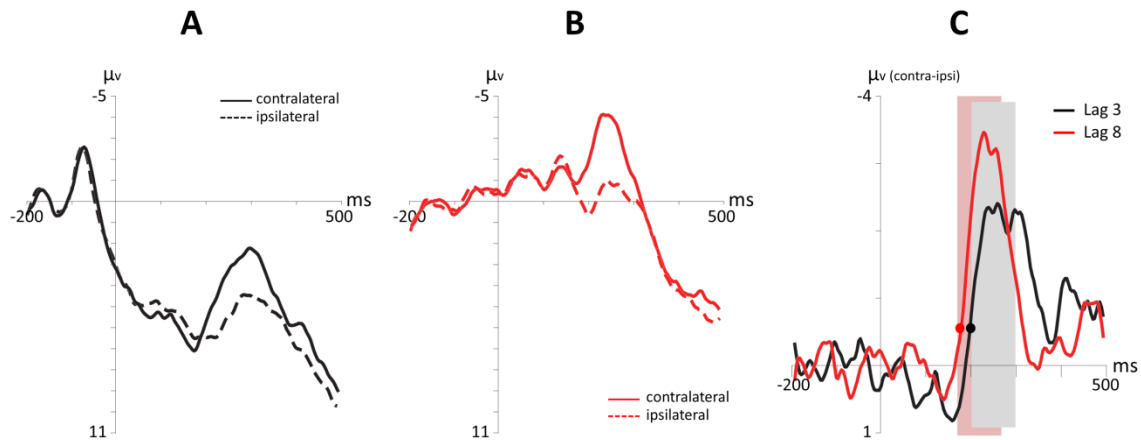 A
B
C
μv
-5
contralateral
ipsilateral
ms
-200
500
11
μv
-5
ms
-200
500
contralateral
ipsilateral
11
μv (contra-ipsi)
-4
Lag 3
Lag 8
ms
-200
500
1